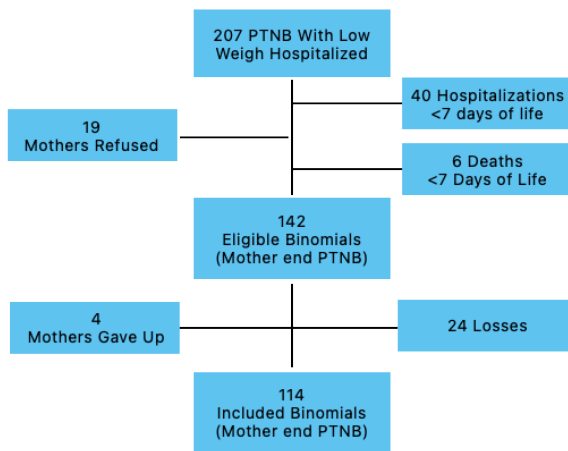 207 PTNB With Low
Weigh Hospitalized
40 Hospitalizations
<7 days of life
19
Mothers Refused
6 Deaths
<7 Days of Life
142
Eligible Binomials
(Mother end PTNB)
4
Mothers Gave Up
24 Losses
114
Included Binomials
(Mother end PTNB)